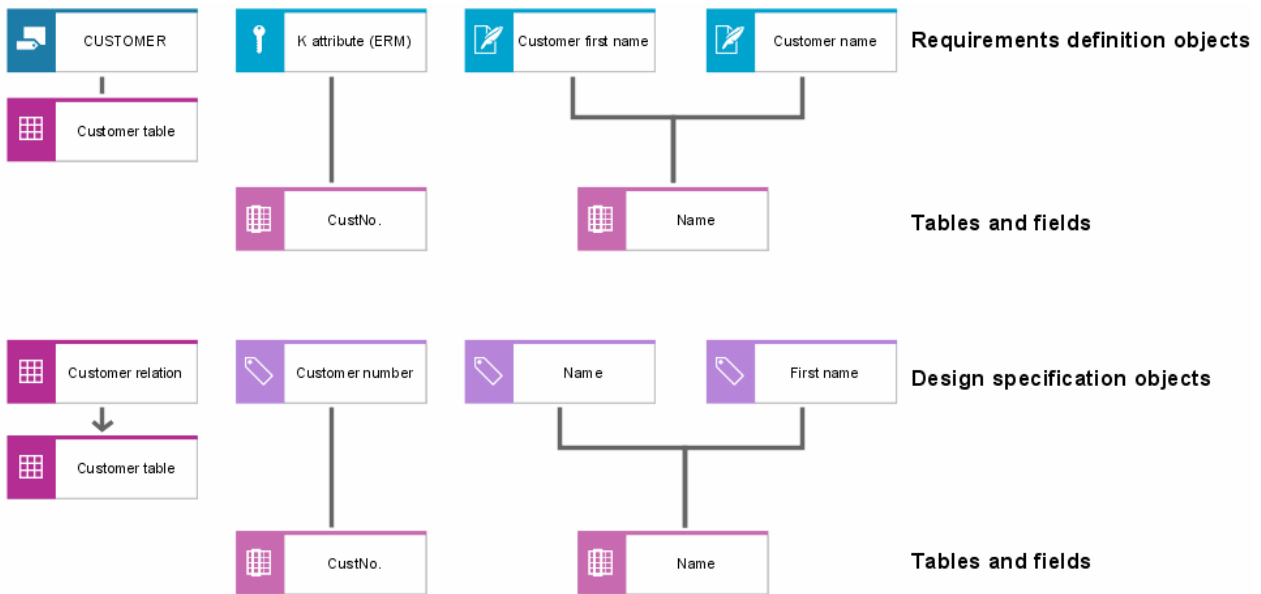 CUSTOMER
K attribute (ERM)
Customer first name
Customer name
Requirements definition objects
Customer table
CustNo.
Name
Tables and fields
Customer relation
Customer number
Name
First name
Design specification objects
Customer table
CustNo.
Name
Tables and fields